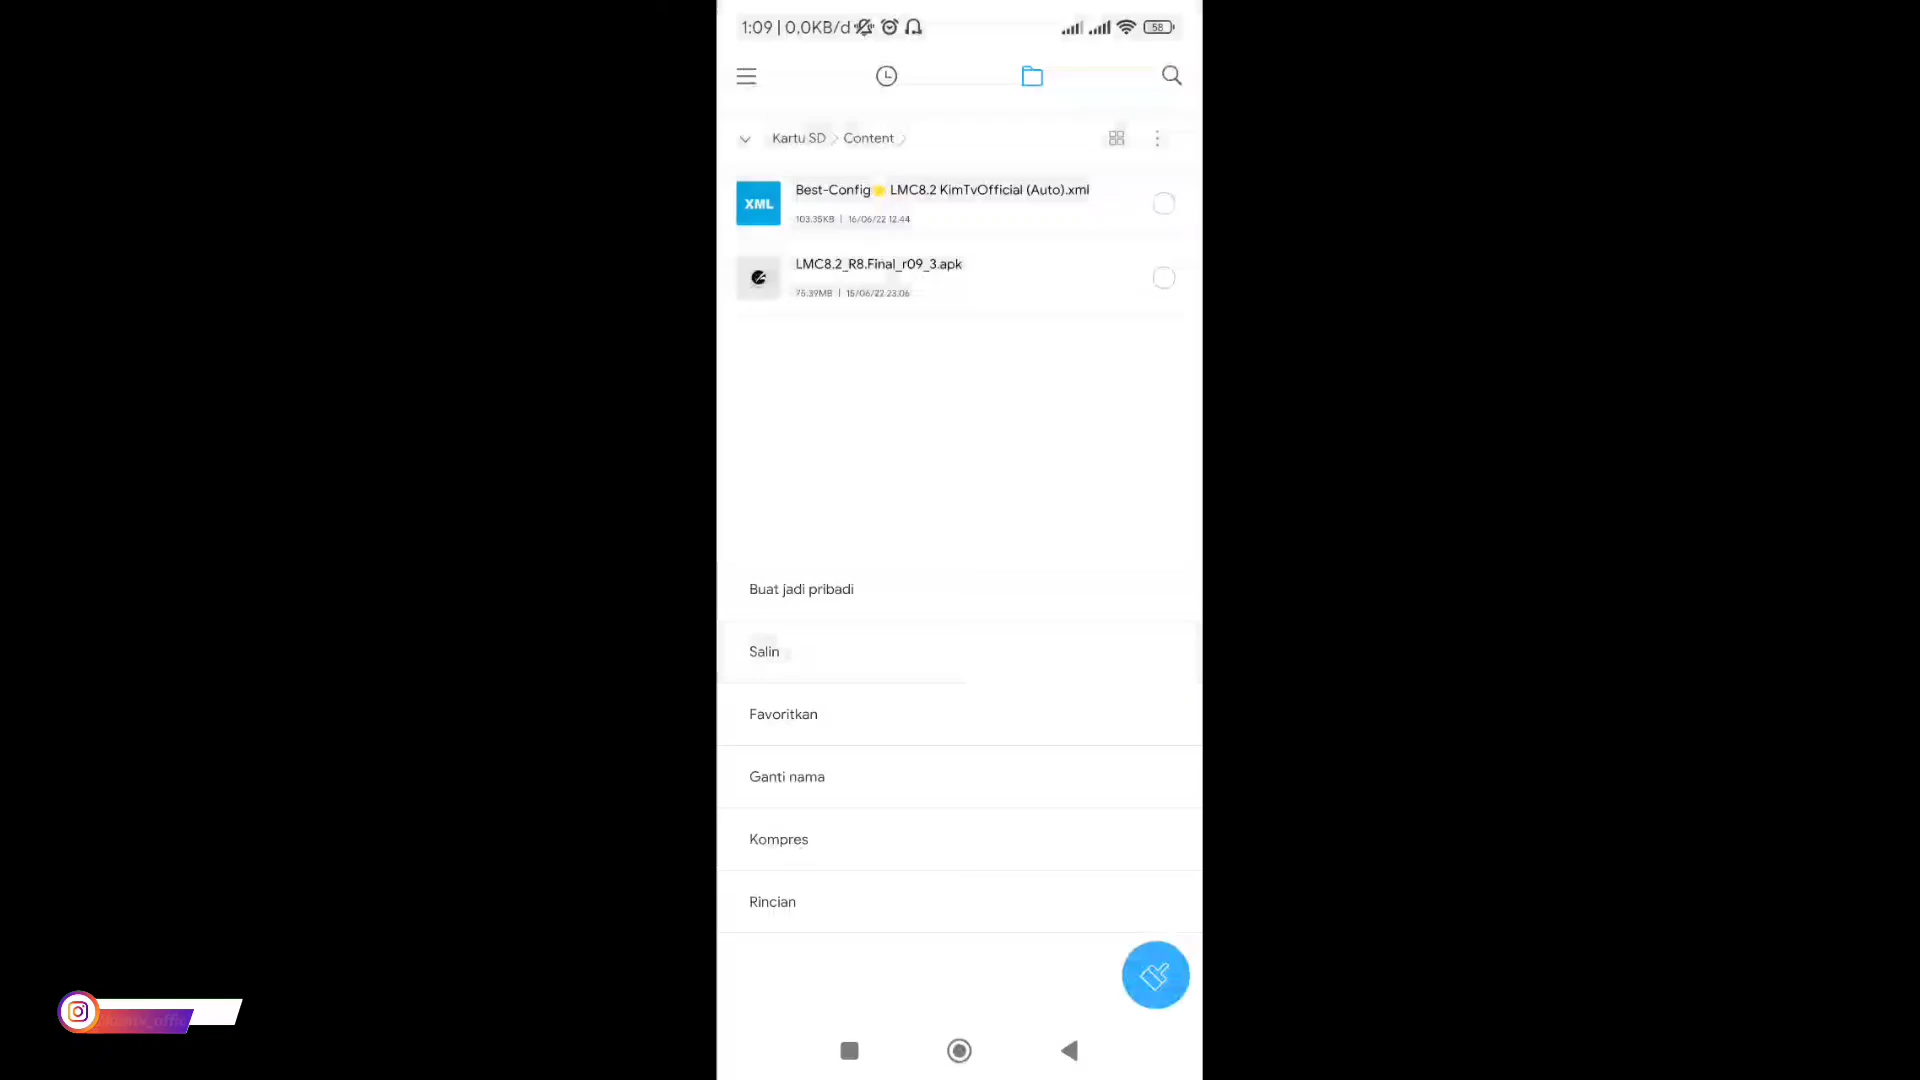 1:09 | 0,0KB/d
58
Kartu SD > Content >
XML
Best-Config⭐ LMC8.2 KimTvOfficial (Auto).xml
103.35KB | 16/06/22 12.44
LMC8.2_R8.Final_r09_3.apk
75.39MB | 15/06/22 23.06
Buat jadi pribadi
Salin
Favoritkan
Ganti nama
Kompres
Rincian